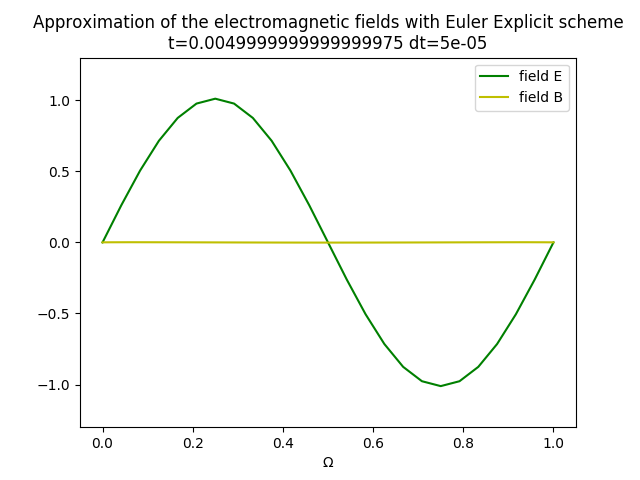 Approximation of the electromagnetic fields with Euler Explicit scheme
t=0.0049999999999999975 dt=5e-05
field E
field B
1.0
0.5
0.0
−0.5
−1.0
0.0 0.2 0.4 0.6 0.8 1.0
Ω